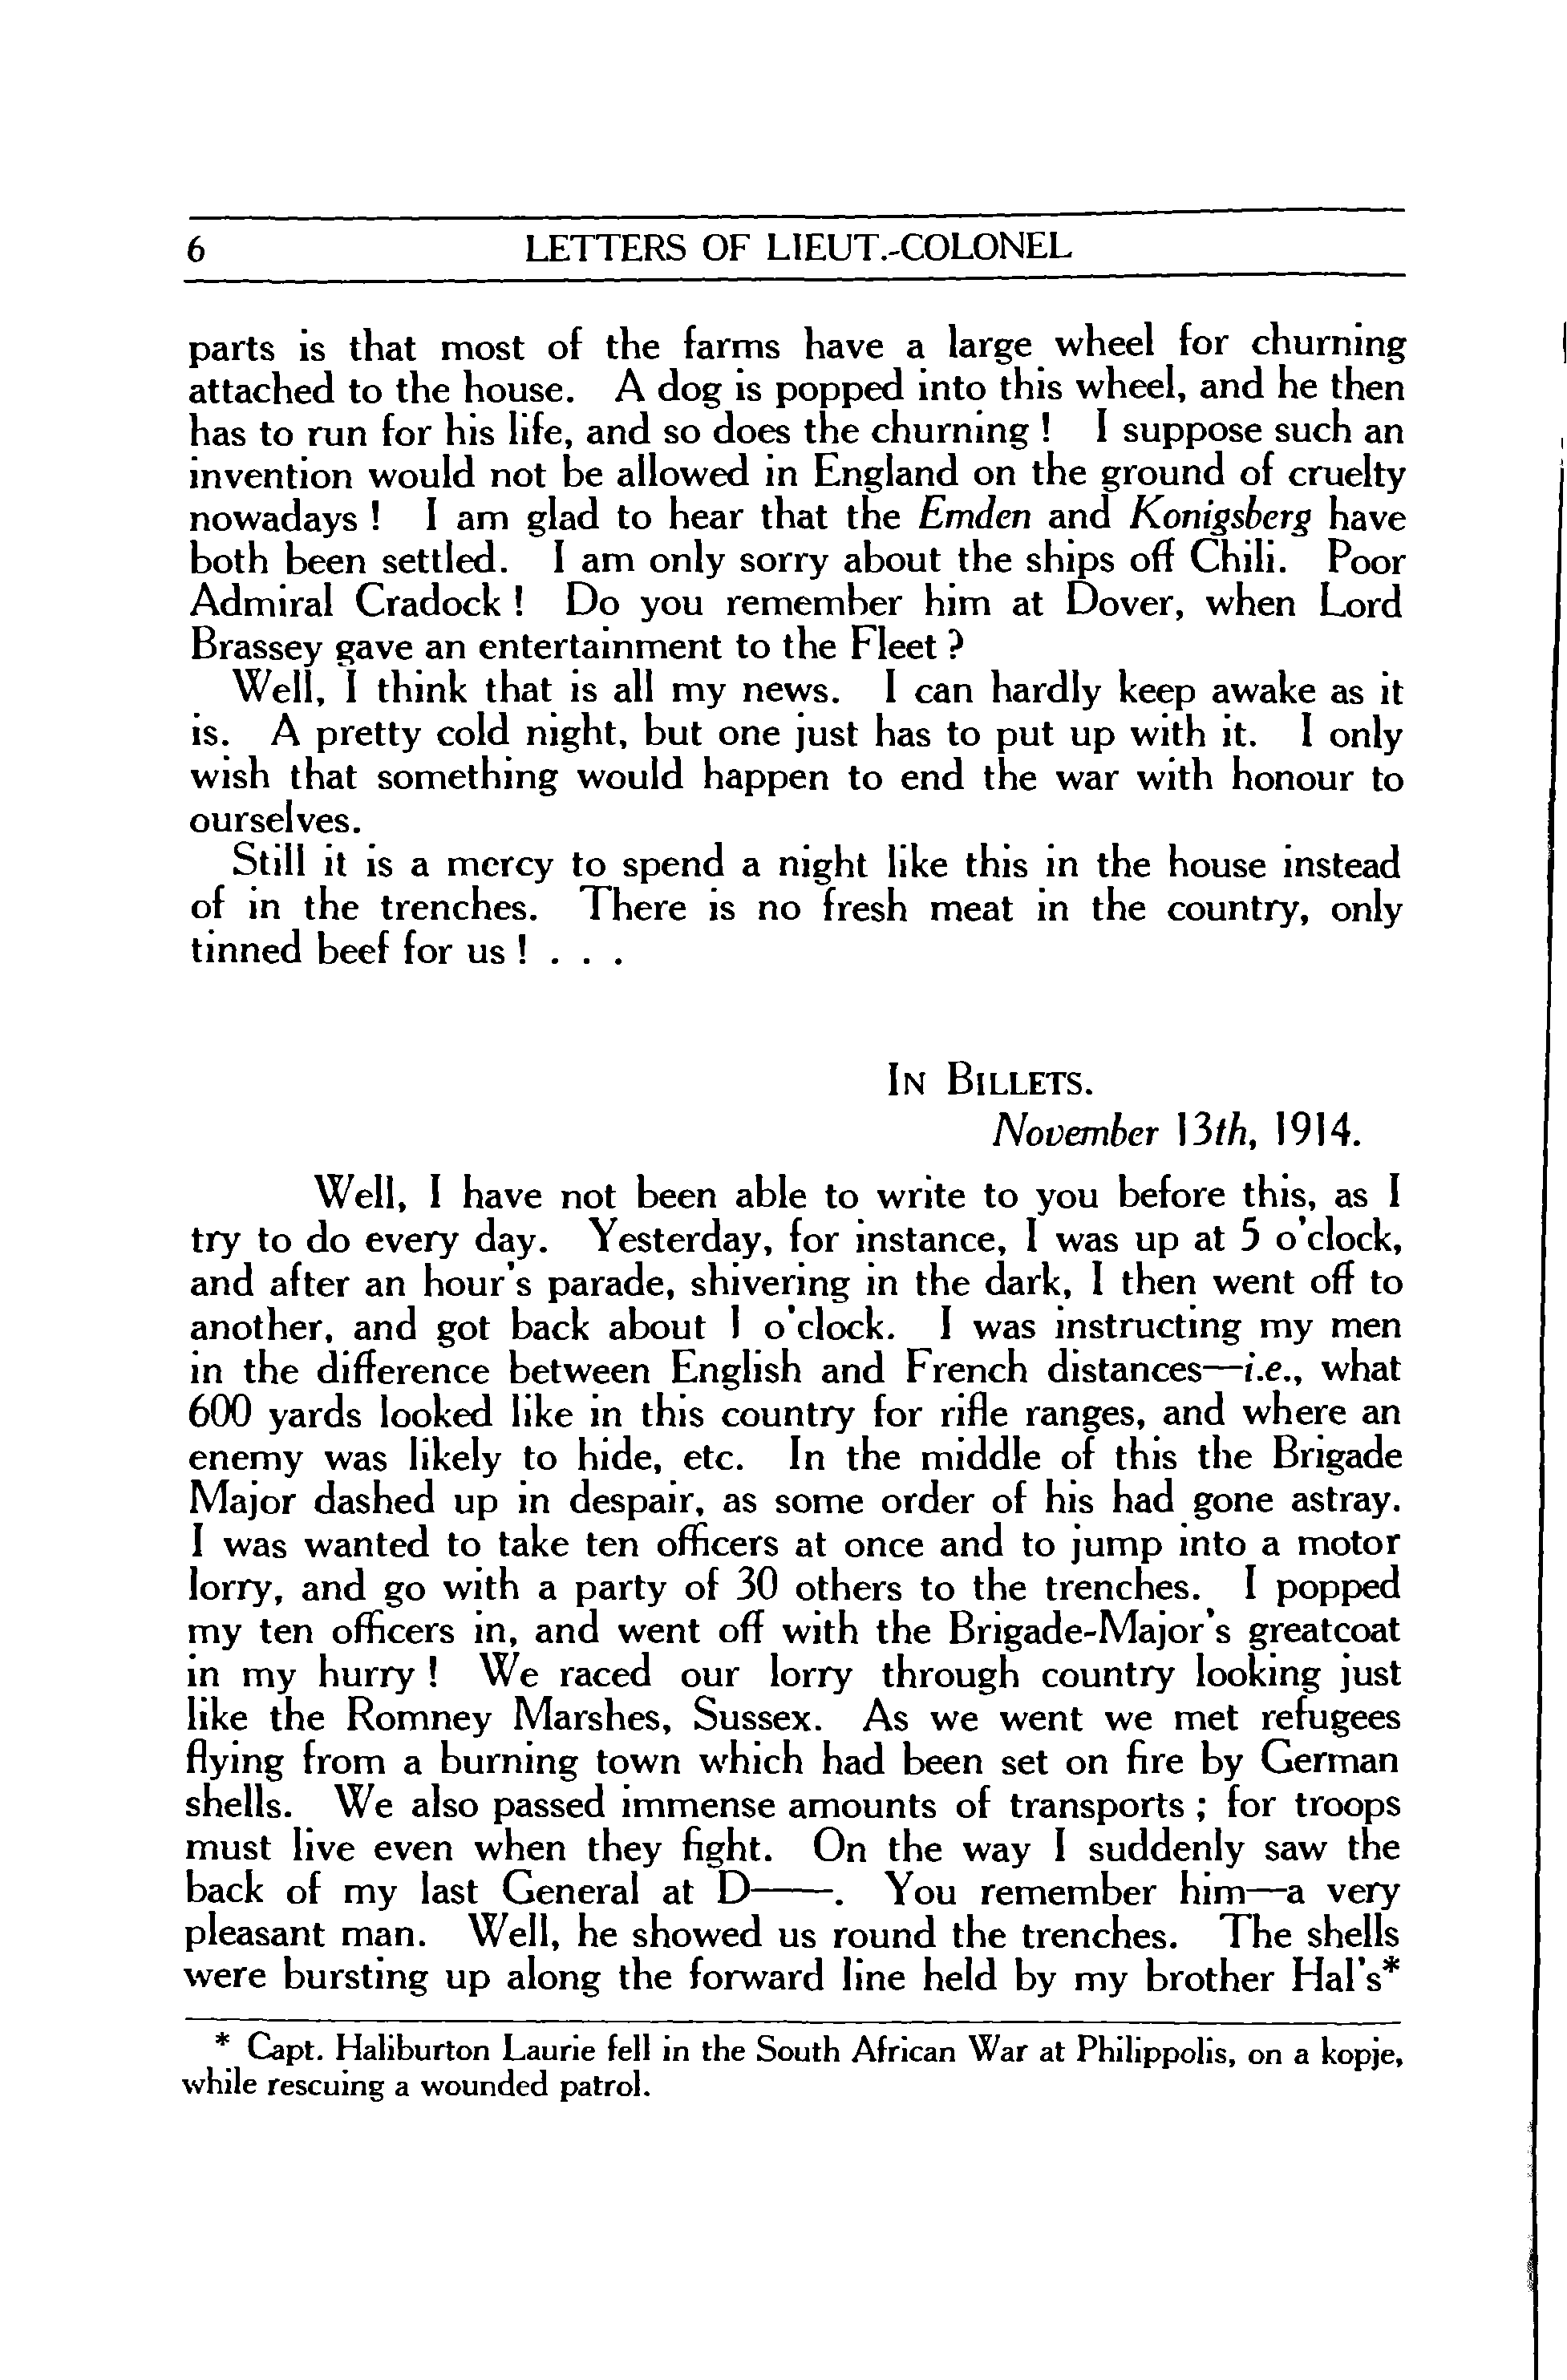 6 LETTERS OF LIEUT.-COLONEL
parts is that most of the farms have a large wheel for churning
attached to the house. A dog is popped into this wheel, and he then
has to run for his life, and so does the churning ! I suppose such an
invention would not be allowed in England on the ground of cruelty
nowadays ! I am glad to hear that the Emden and Konigsberg have
both been settled. I am only sorry about the ships off Chili. Poor
Admiral Cradock ! Do you remember him at Dover, when Lord
Brassey gave an entertainment to the Fleet ?
Well, I think that is all my news. I can hardly keep awake as it
is. A pretty cold night, but one just has to put up with it. I only
wish that something would happen to end the war with honour to
ourselves.
Still it is a mercy to spend a night like this in the house instead
of in the trenches. There is no fresh meat in the country, only
tinned beef for us ! . . .
IN BILLETS.
November 13th, 1914.
Well, I have not been able to write to you before this, as I
try to do every day. Yesterday, for instance, I was up at 5 o'clock,
and after an hour's parade, shivering in the dark, I then went off to
another, and got back about 1 o'clock. I was instructing my men
in the difference between English and French distances—i.e., what
600 yards looked like in this country for rifle ranges, and where an
enemy was likely to hide, etc. In the middle of this the Brigade
Major dashed up in despair, as some order of his had gone astray.
I was wanted to take ten officers at once and to jump into a motor
lorry, and go with a party of 30 others to the trenches. I popped
my ten officers in, and went off with the Brigade-Major's greatcoat
in my hurry ! We raced our lorry through country looking just
like the Romney Marshes, Sussex. As we went we met refugees
flying from a burning town which had been set on fire by German
shells. We also passed immense amounts of transports ; for troops
must live even when they fight. On the way I suddenly saw the
back of my last General at D——. You remember him—a very
pleasant man. Well, he showed us round the trenches. The shells
were bursting up along the forward line held by my brother Hal's*
* Capt. Haliburton Laurie fell in the South African War at Philippolis, on a kopje,
while rescuing a wounded patrol.